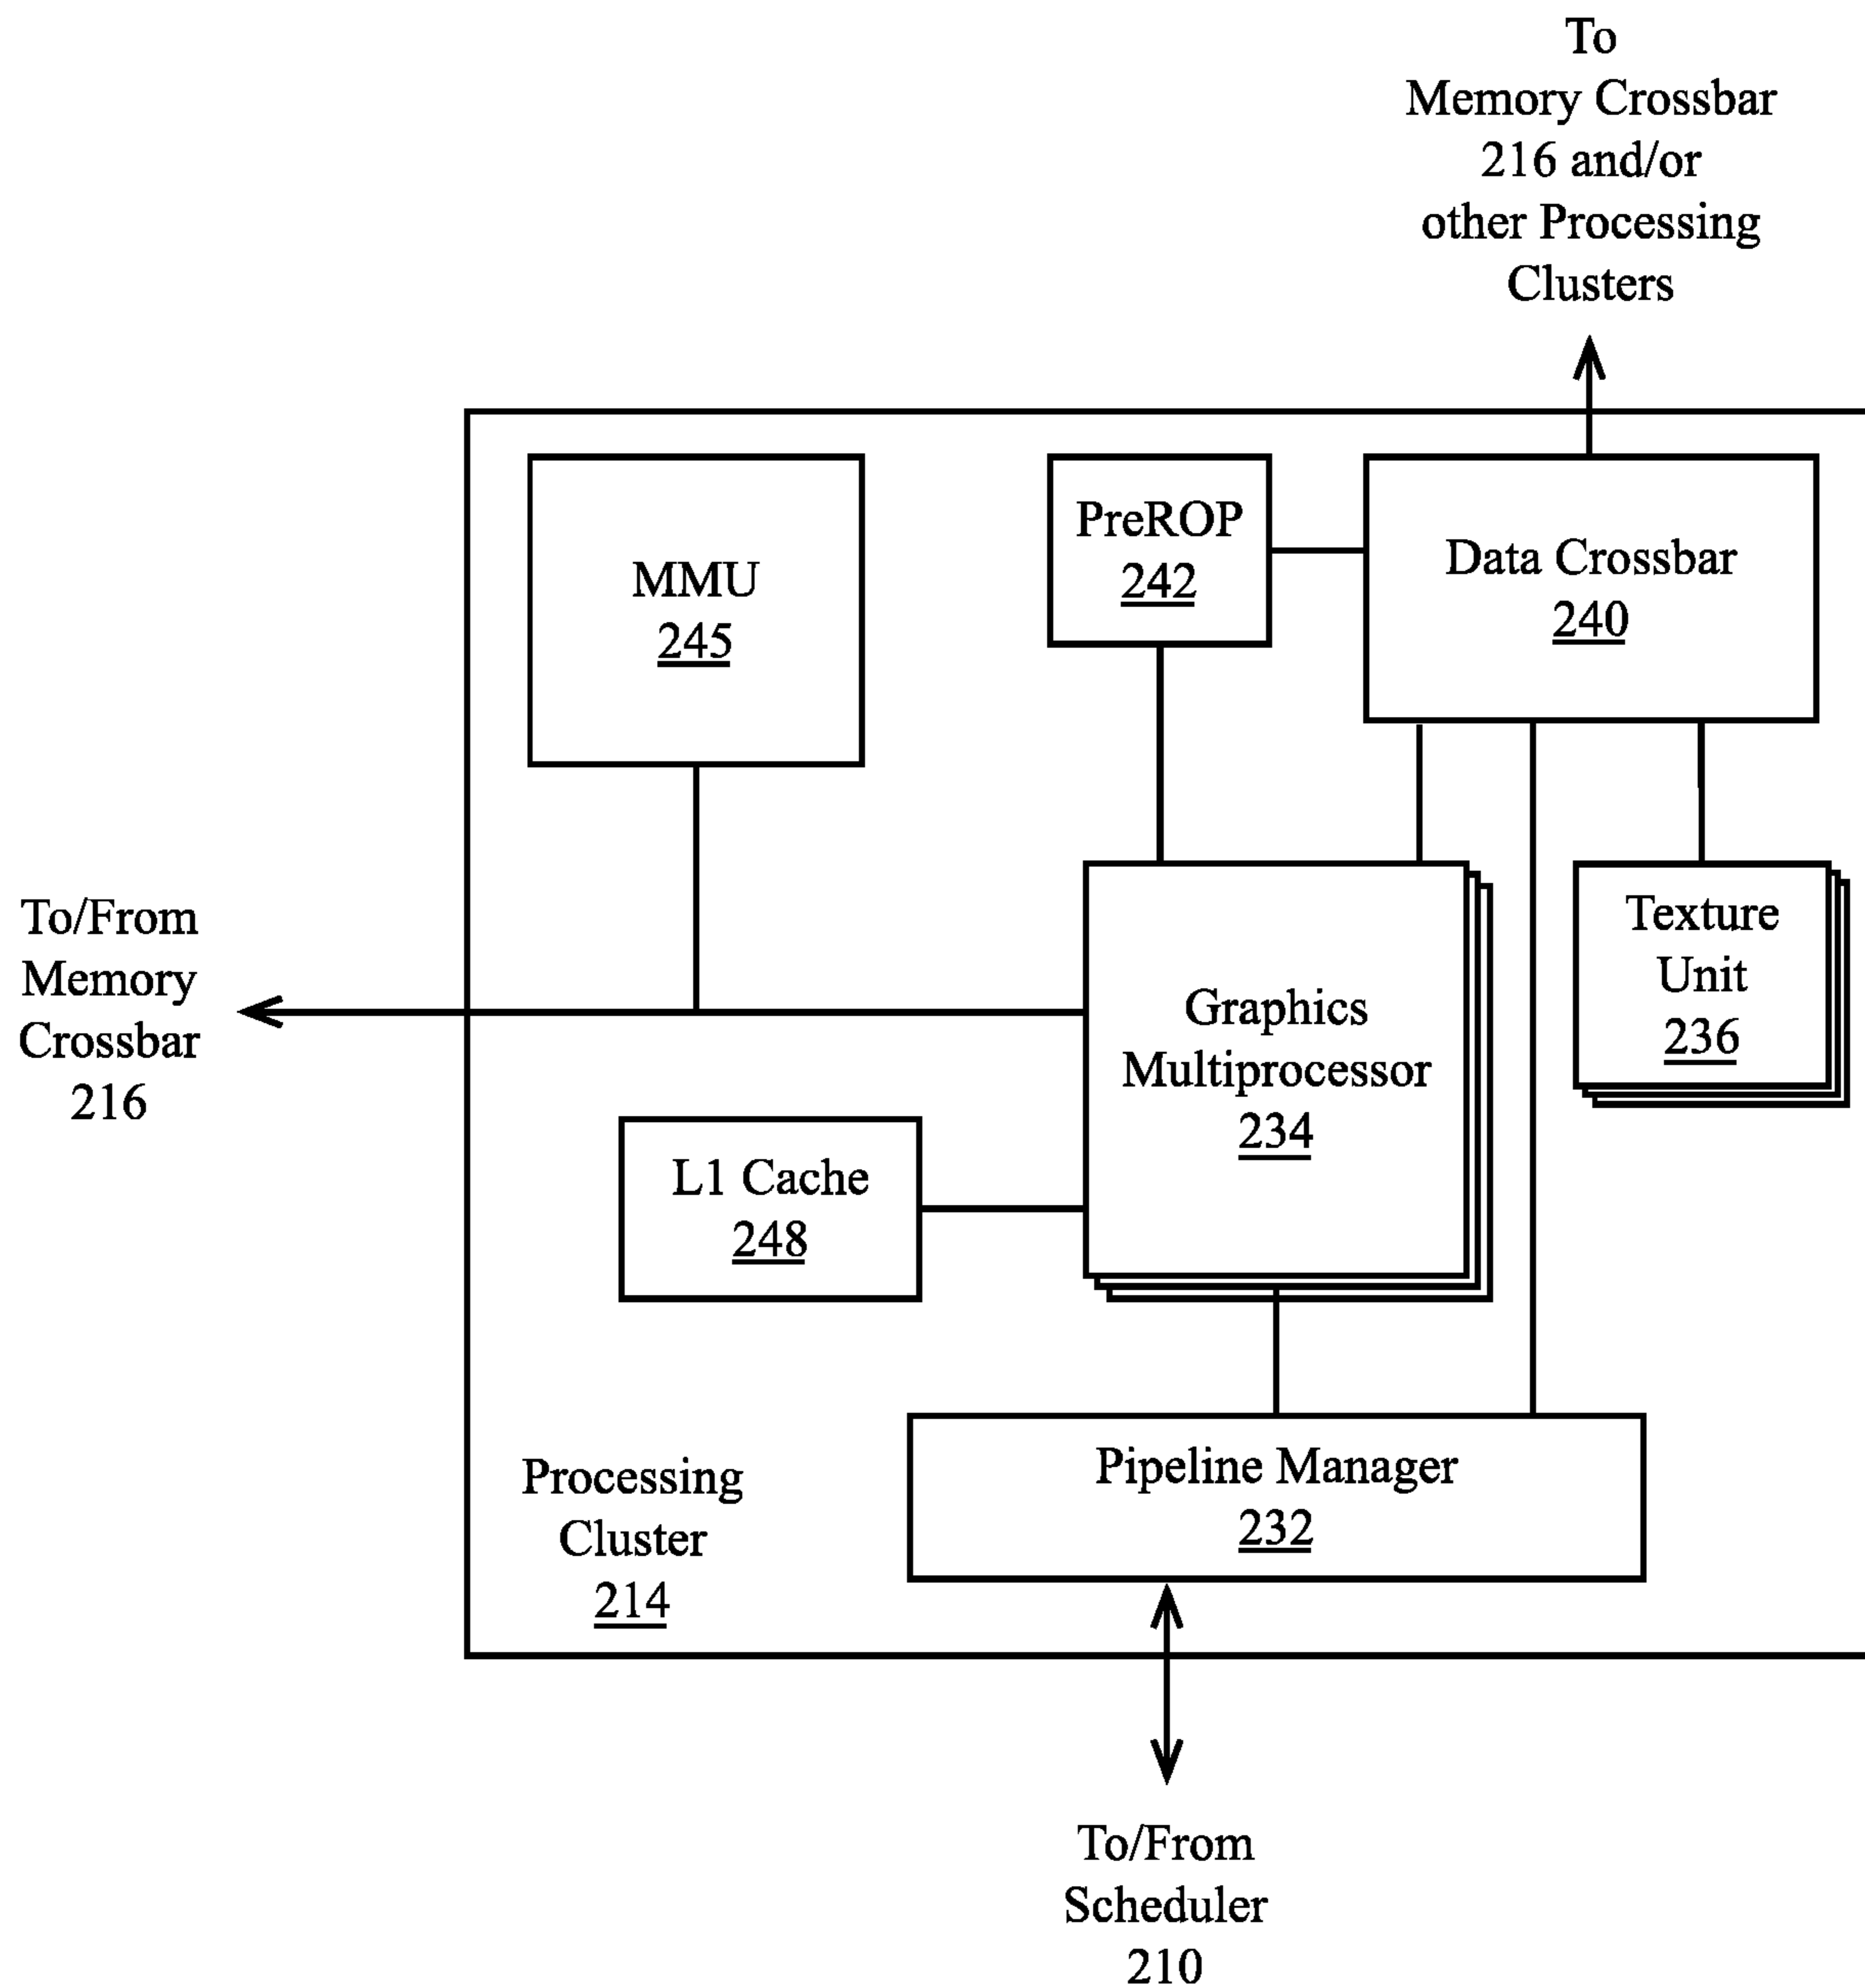 To
Memory Crossbar
216 and/or
other Processing
Clusters
MMU
245
PreROP
242
Data Crossbar
240
To/From
Memory
Crossbar
216
Graphics
Multiprocessor
234
Texture
Unit
236
L1 Cache
248
Processing
Cluster
214
Pipeline Manager
232
To/From
Scheduler
210